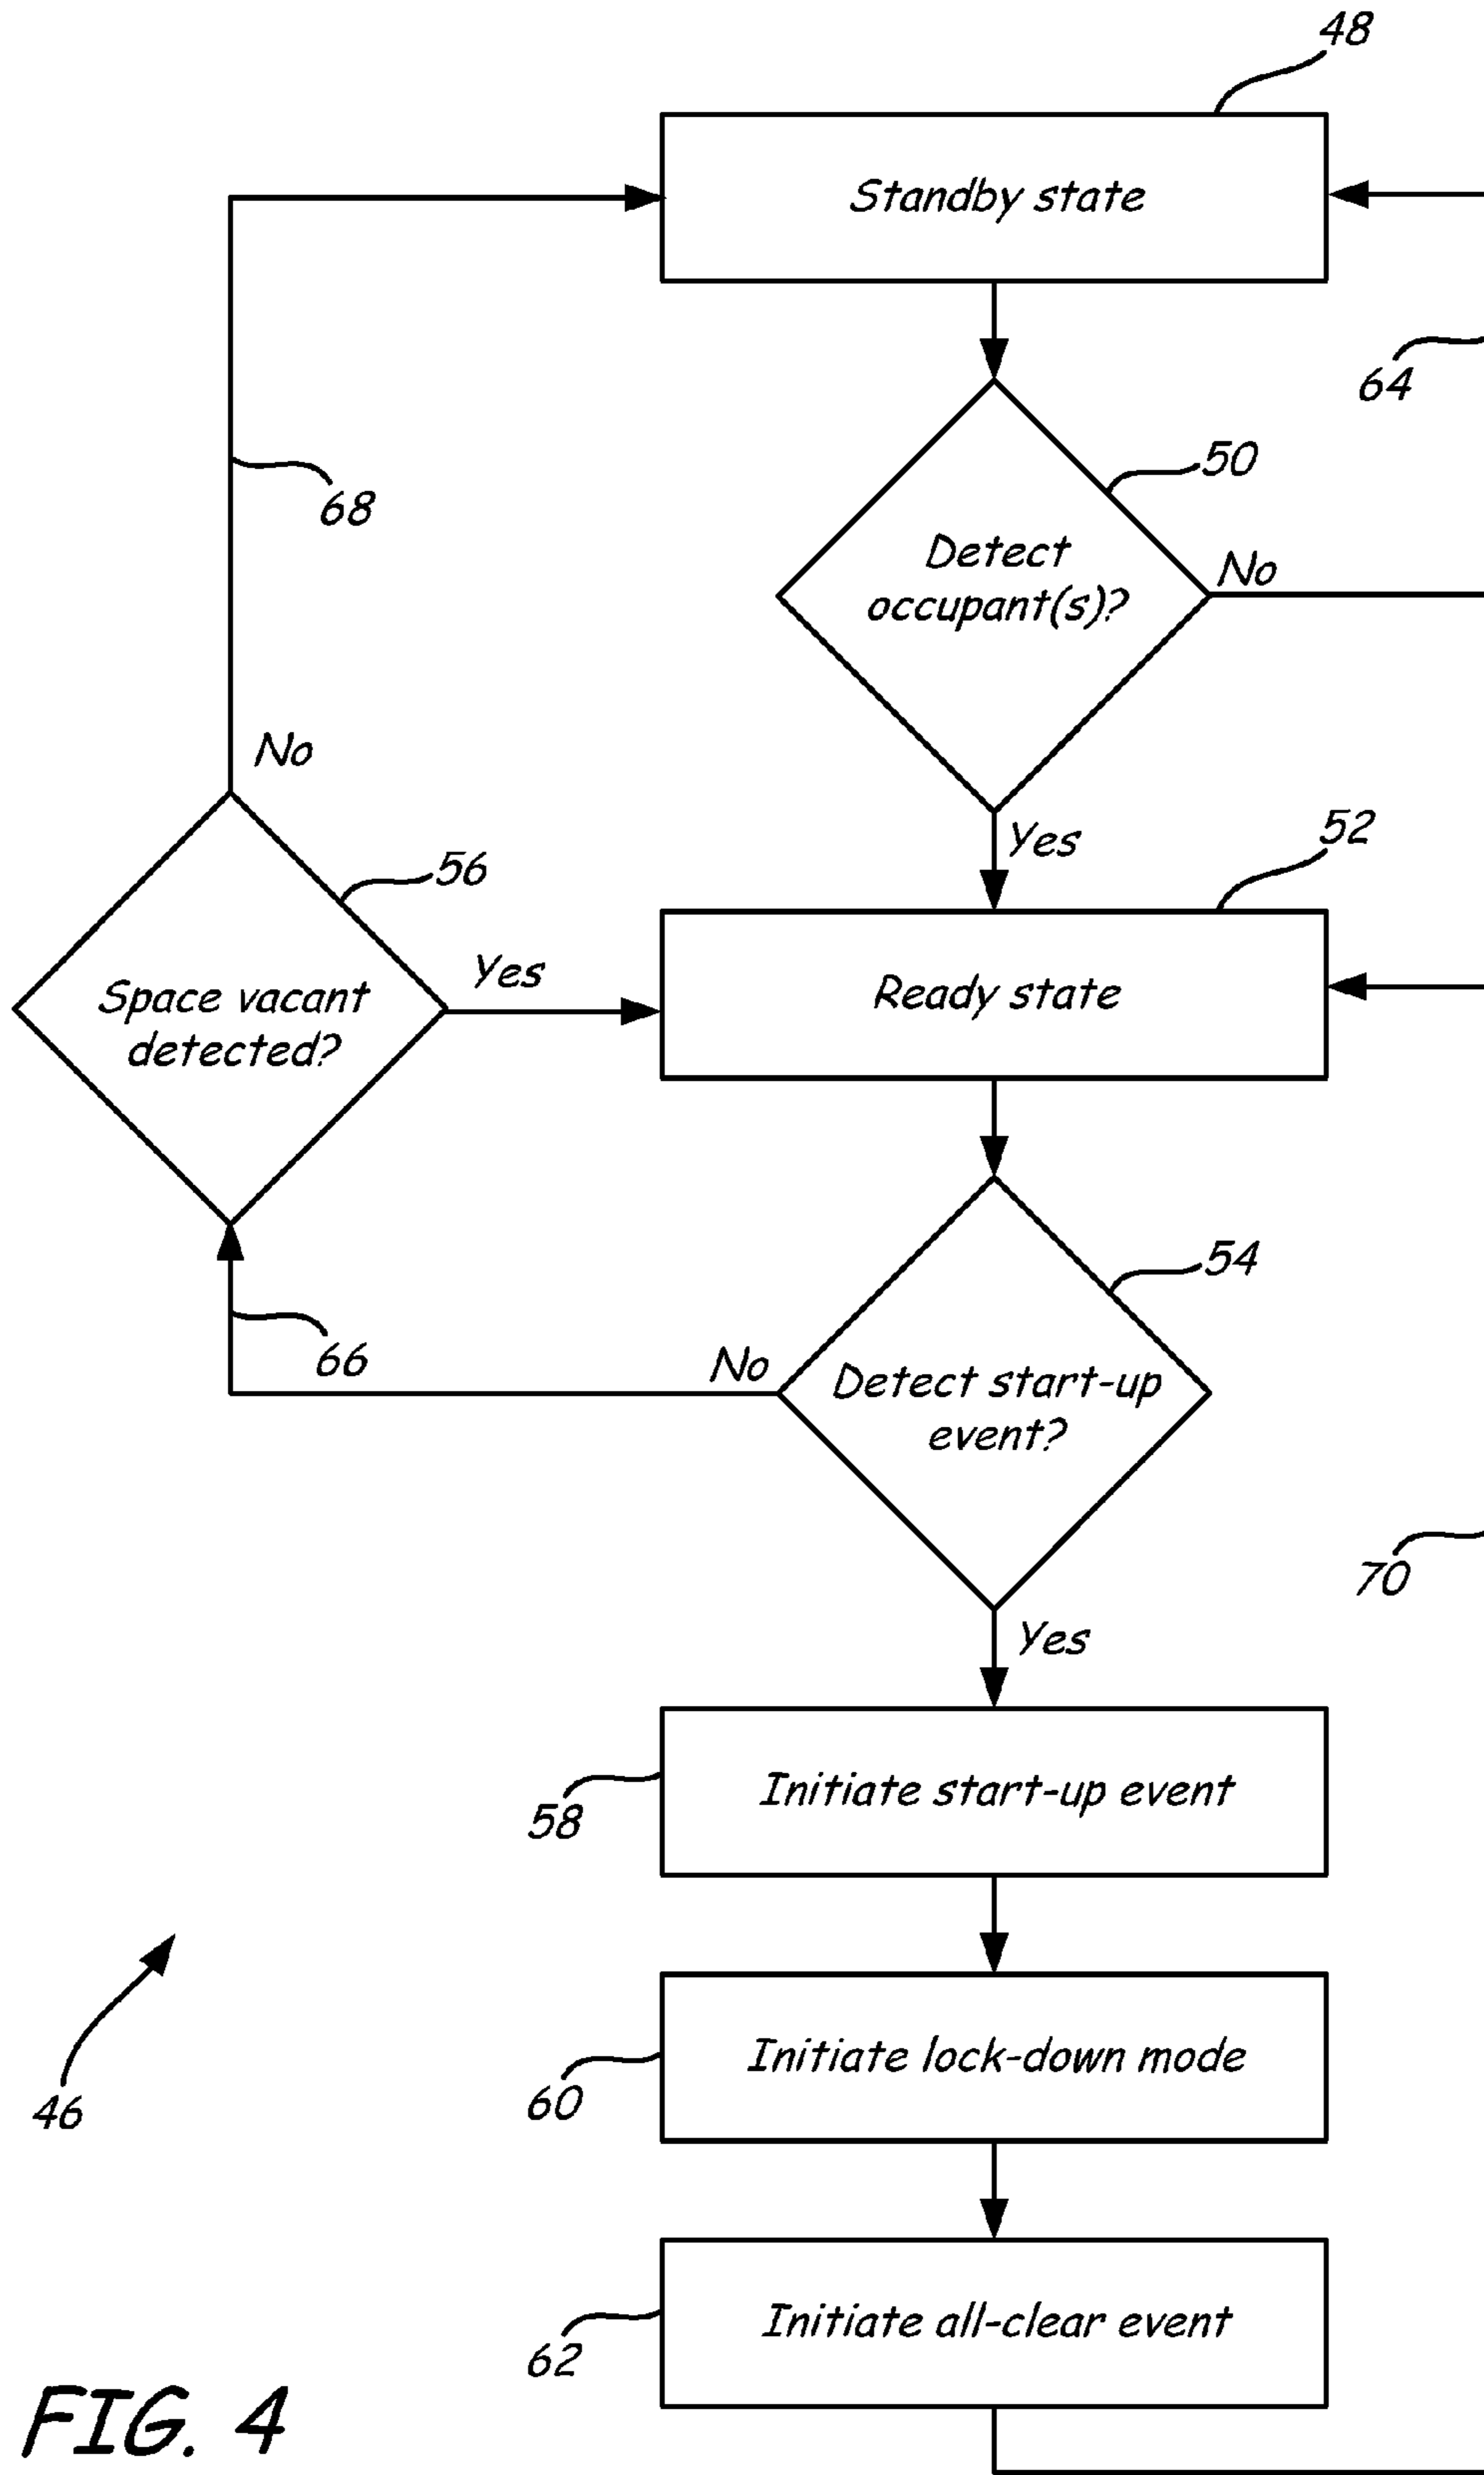 48
Standby state
64
50
Detect
occupant(s)?
No
68
No
Yes
52
56
Space vacant
detected?
Yes
Ready state
54
66
No
Detect start-up
event?
70
Yes
58
Initiate start-up event
46
60
Initiate lock-down mode
62
Initiate all-clear event
FIG. 4